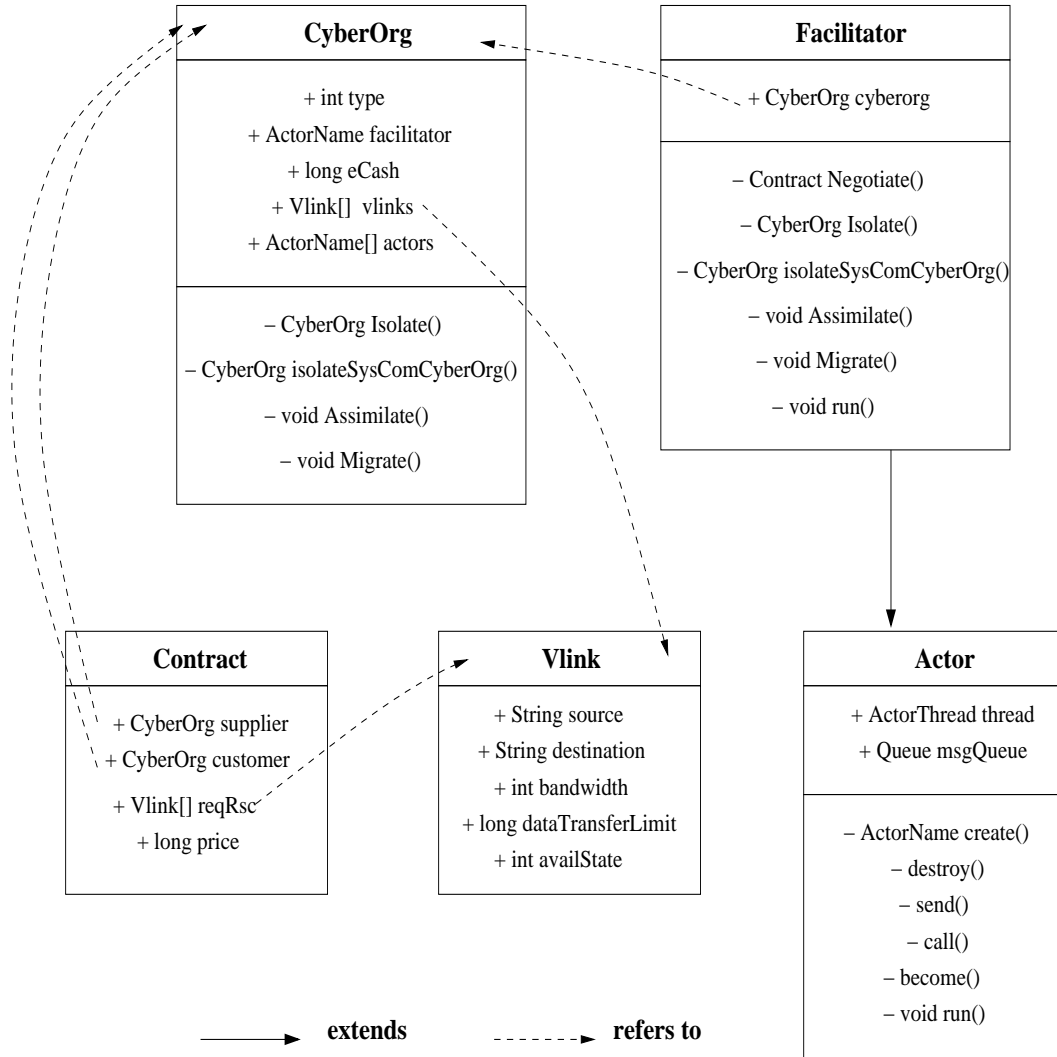 CyberOrg
+ int type
+ ActorName facilitator
+ long eCash
+ Vlink[] vlinks
+ ActorName[] actors
– CyberOrg Isolate()
– CyberOrg isolateSysComCyberOrg()
– void Assimilate()
– void Migrate()
Facilitator
+ CyberOrg cyberorg
– Contract Negotiate()
– CyberOrg Isolate()
– CyberOrg isolateSysComCyberOrg()
– void Assimilate()
– void Migrate()
– void run()
Contract
+ CyberOrg supplier
+ CyberOrg customer
+ Vlink[] reqRsc
+ long price
Vlink
+ String source
+ String destination
+ int bandwidth
+ long dataTransferLimit
+ int availState
Actor
+ ActorThread thread
+ Queue msgQueue
– ActorName create()
– destroy()
– send()
– call()
– become()
– void run()
extends
refers to